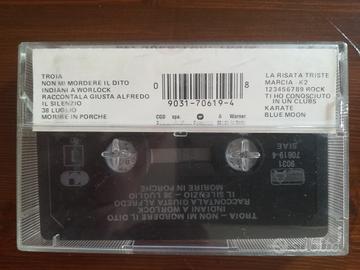 TROIA
NON MI MORDERE IL DITO
INDIANI A WORLOCK
RACCONTALA GIUSTA ALFREDO
IL SILENZIO
38 LUGLIO
MORIRE IN PORCHE
0
8
9031-70619-4
CGD spa.
A Warner
LA RISATA TRISTE
MARCIA - K2
123456789 ROCK
TI HO CONOSCIUTO
IN UN CLUBS
KARATE
BLUE MOON
9031
70619-4
SIAE
TROIA - NON MI MORDERE IL DITO
INDIANI A WORLOCK
RACCONTALA GIUSTA ALFREDO
IL SILENZIO - 38 LUGLIO
MORIRE IN PORCHE